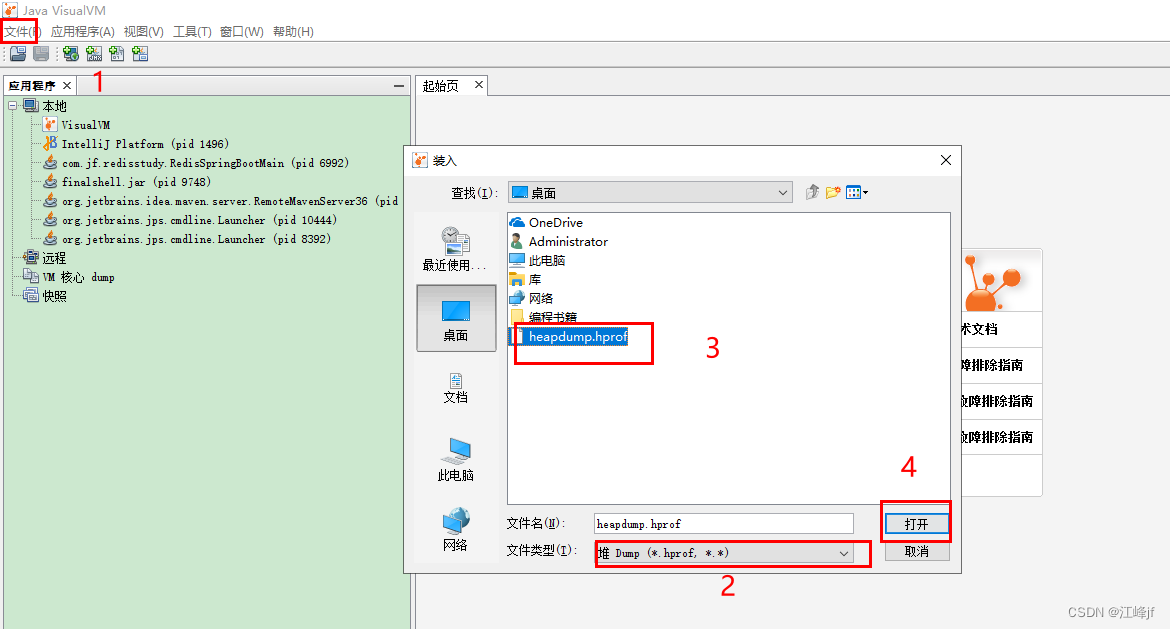 Java VisualVM
文件(F) 应用程序(A) 视图(V) 工具(T) 窗口(W) 帮助(H)
1
应用程序
起始页
本地
VisualVM
IntelliJ Platform (pid 1496)
com.jf.redisstudy.RedisSpringBootMain (pid 6992)
finalshell.jar (pid 9748)
org.jetbrains.idea.maven.server.RemoteMavenServer36 (pid
org.jetbrains.jps.cmdline.Launcher (pid 10444)
org.jetbrains.jps.cmdline.Launcher (pid 8392)
远程
VM 核心 dump
快照
装入
查找(I):
桌面
最近使用...
桌面
文档
此电脑
网络
OneDrive
Administrator
此电脑
库
网络
编程书籍
heapdump.hprof
3
文件名(N):
heapdump.hprof
文件类型(T):
堆 Dump (*.hprof, *.*)
2
4
打开
取消
术文档
障排除指南
故障排除指南
故障排除指南
CSDN @江峰jf